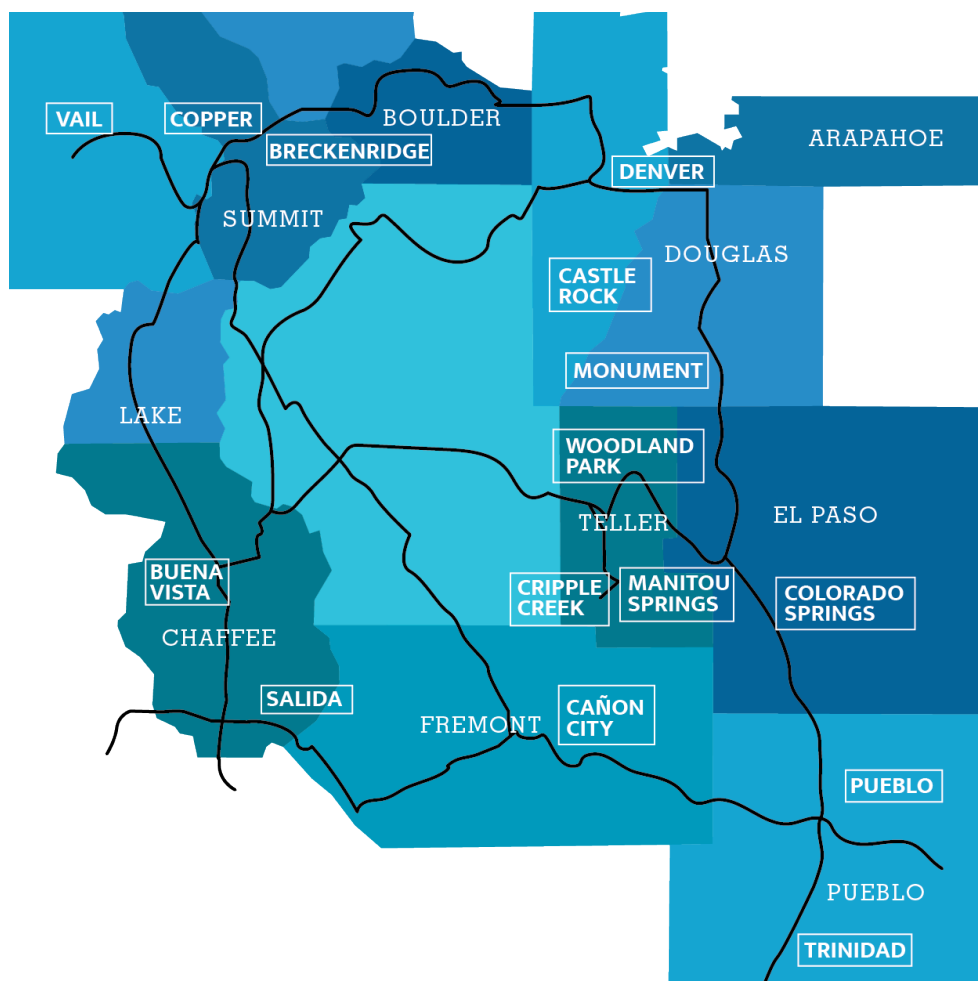 BOULDER
VAIL
COPPER
ARAPAHOE
BRECKENRIDGE
DENVER
SUMMIT
DOUGLAS
CASTLE
ROCK
MONUMENT
LAKE
WOODLAND
PARK
EL PASO
TELLER
BUENA
VISTA
CRIPPLE
CREEK
MANITOU
SPRINGS
COLORADO
SPRINGS
CHAFFEE
SALIDA
FREMONT
CAÑON
CITY
PUEBLO
PUEBLO
TRINIDAD